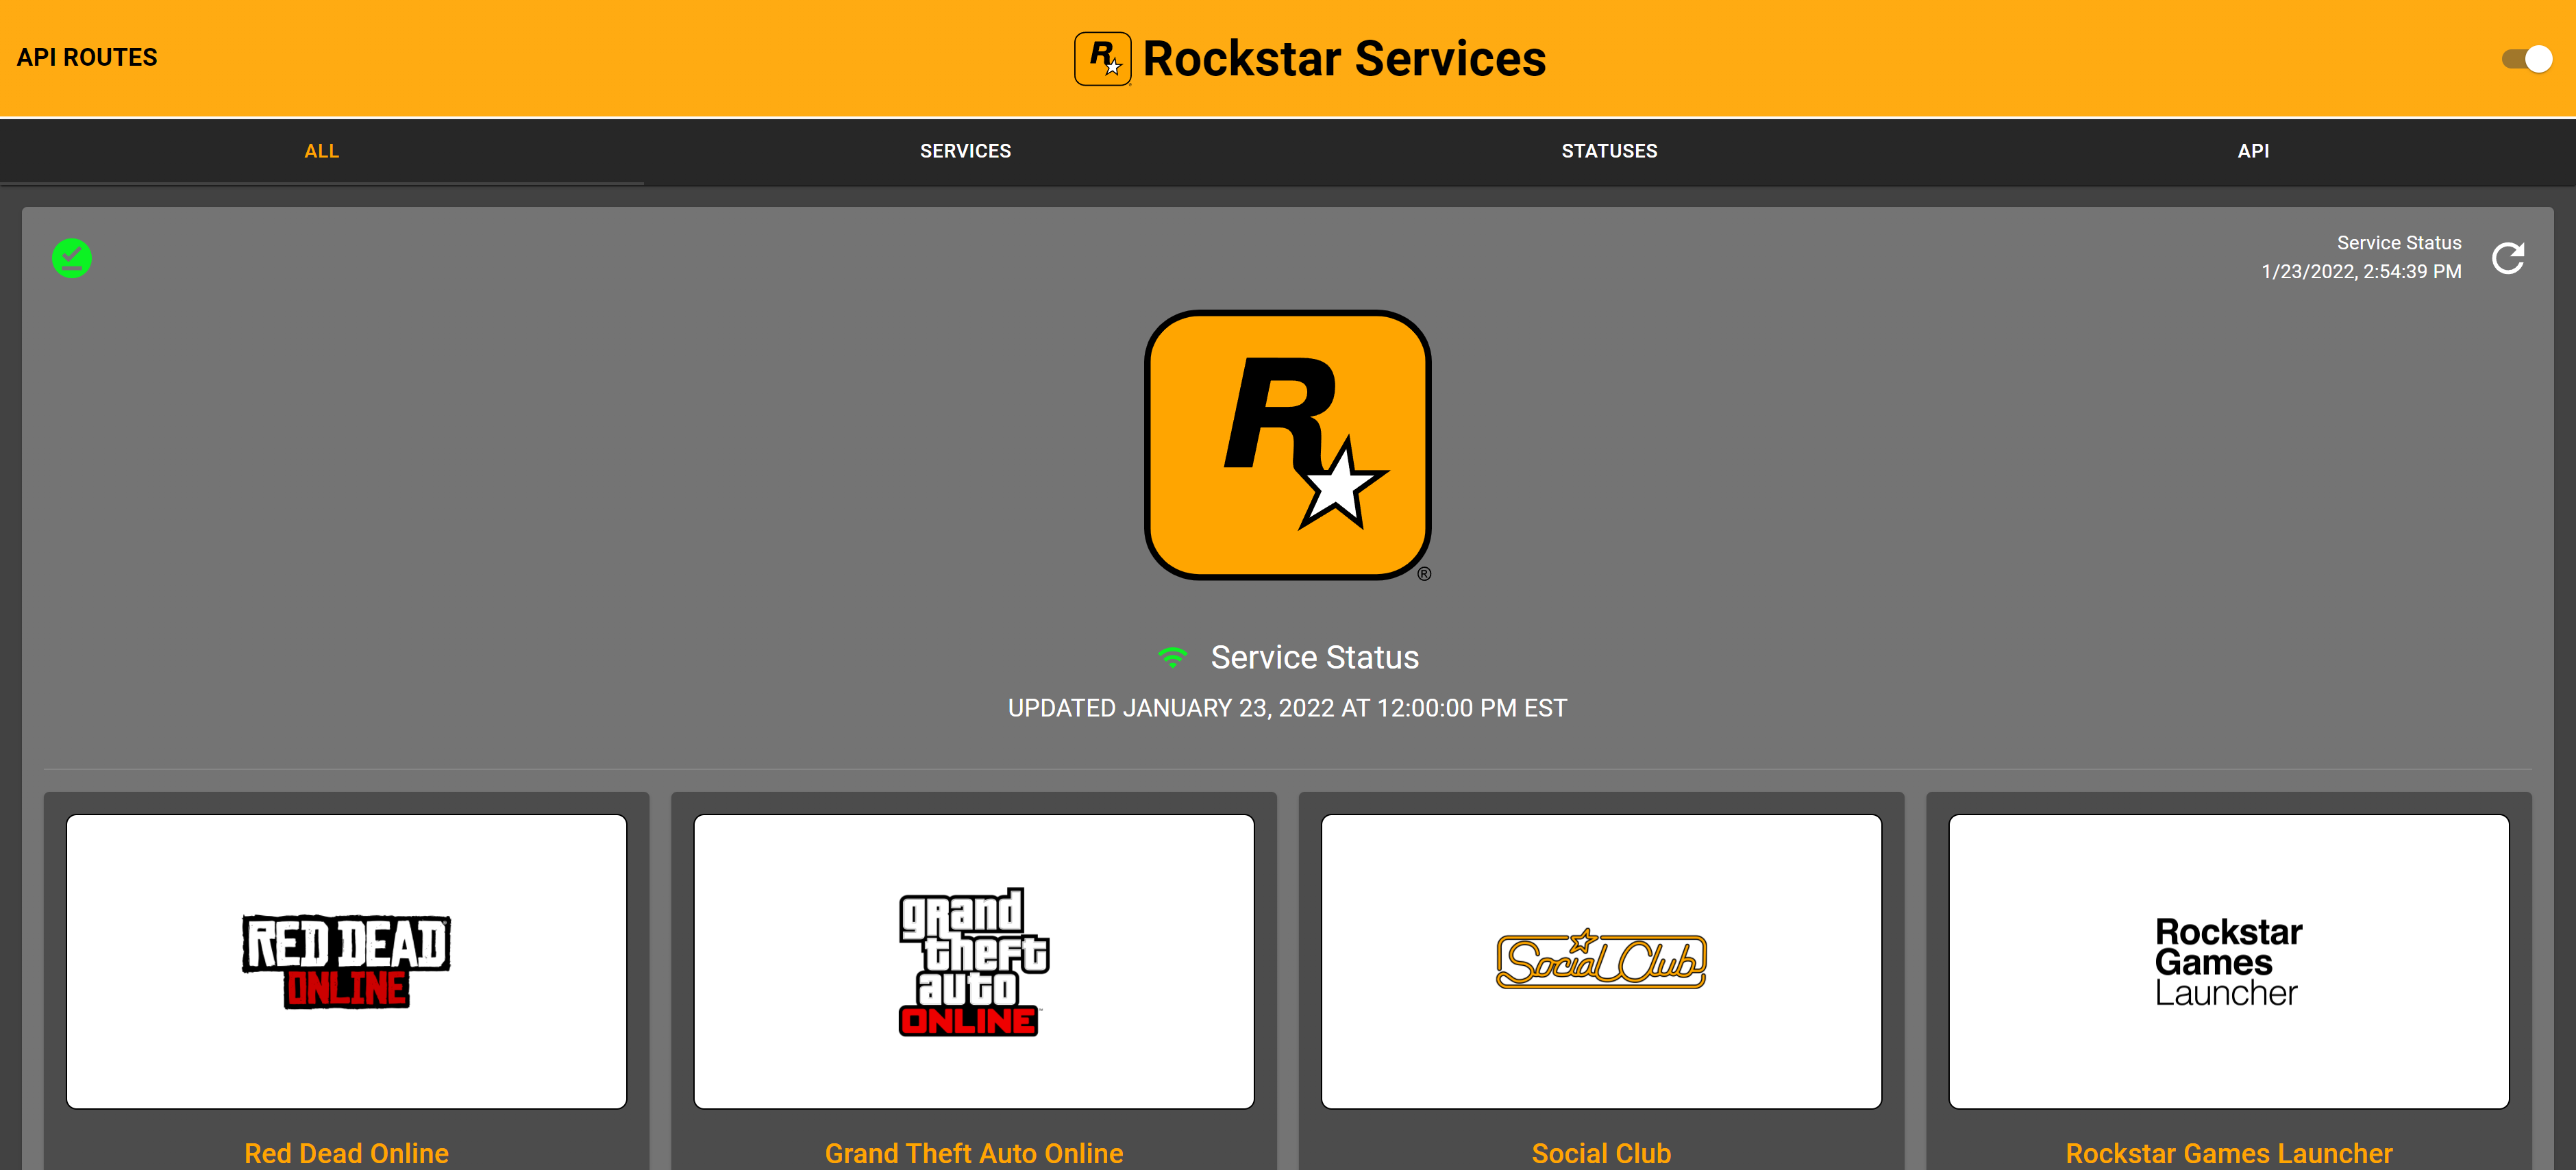 API ROUTES
R Rockstar Services
ALL
SERVICES
STATUSES
API
Service Status
1/23/2022, 2:54:39 PM
R
®
Service Status
UPDATED JANUARY 23, 2022 AT 12:00:00 PM EST
RED DEAD
ONLINE
grand
theft
auto
ONLINE
Social Club
Rockstar
Games
Launcher
Red Dead Online
Grand Theft Auto Online
Social Club
Rockstar Games Launcher